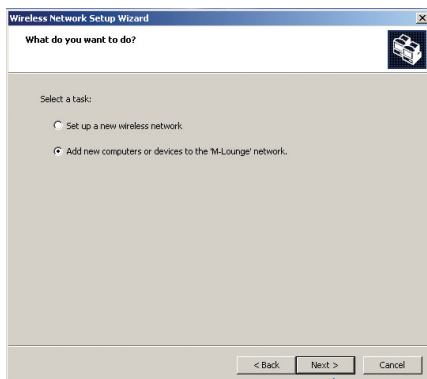 Wireless Network Setup Wizard
What do you want to do?
Select a task:
Set up a new wireless network
Add new computers or devices to the 'M-Lounge' network.
< Back Next > Cancel